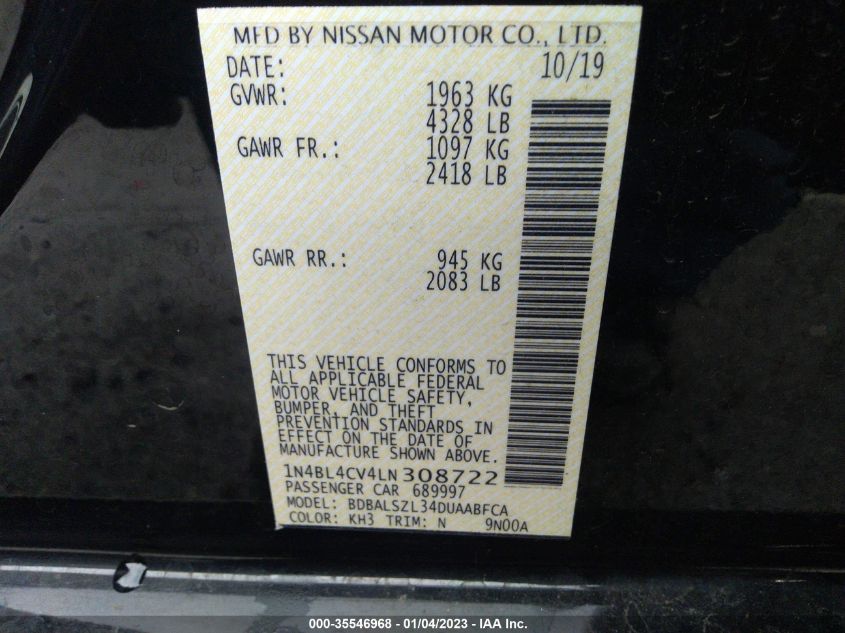 MFD BY NISSAN MOTOR CO., LTD.
DATE: 10/19
GVWR: 1963 KG
4328 LB
GAWR FR.: 1097 KG
2418 LB
GAWR RR.: 945 KG
2083 LB
THIS VEHICLE CONFORMS TO
ALL APPLICABLE FEDERAL
MOTOR VEHICLE SAFETY,
BUMPER, AND THEFT
PREVENTION STANDARDS IN
EFFECT ON THE DATE OF
MANUFACTURE SHOWN ABOVE.
1N4BL4CV4LN308722
PASSENGER CAR 689997
MODEL: BDBALSZL34DUAABFCA
COLOR: KH3 TRIM: N 9N00A
000-35546968 - 01/04/2023 - IAA Inc.